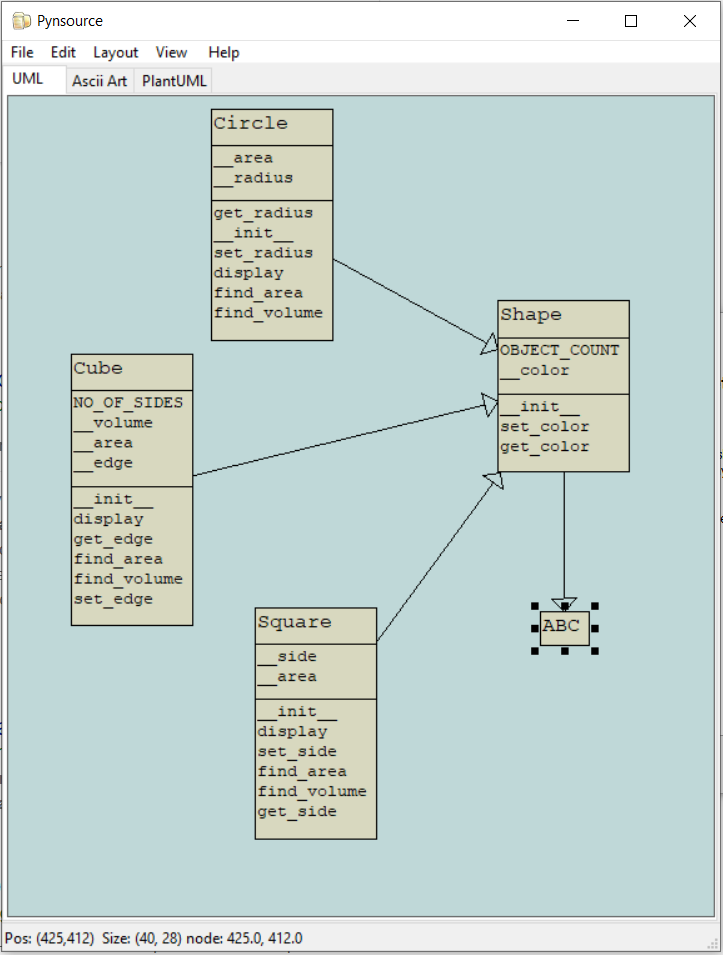 Pynsource
File Edit Layout View Help
UML Ascii Art PlantUML
Circle
__area
__radius
get_radius
__init__
set_radius
display
find_area
find_volume
Shape
OBJECT_COUNT
__color
__init__
set_color
get_color
Cube
NO_OF_SIDES
__volume
__area
__edge
__init__
display
get_edge
find_area
find_volume
set_edge
Square
__side
__area
__init__
display
set_side
find_area
find_volume
get_side
ABC
Pos: (425,412) Size: (40, 28) node: 425.0, 412.0